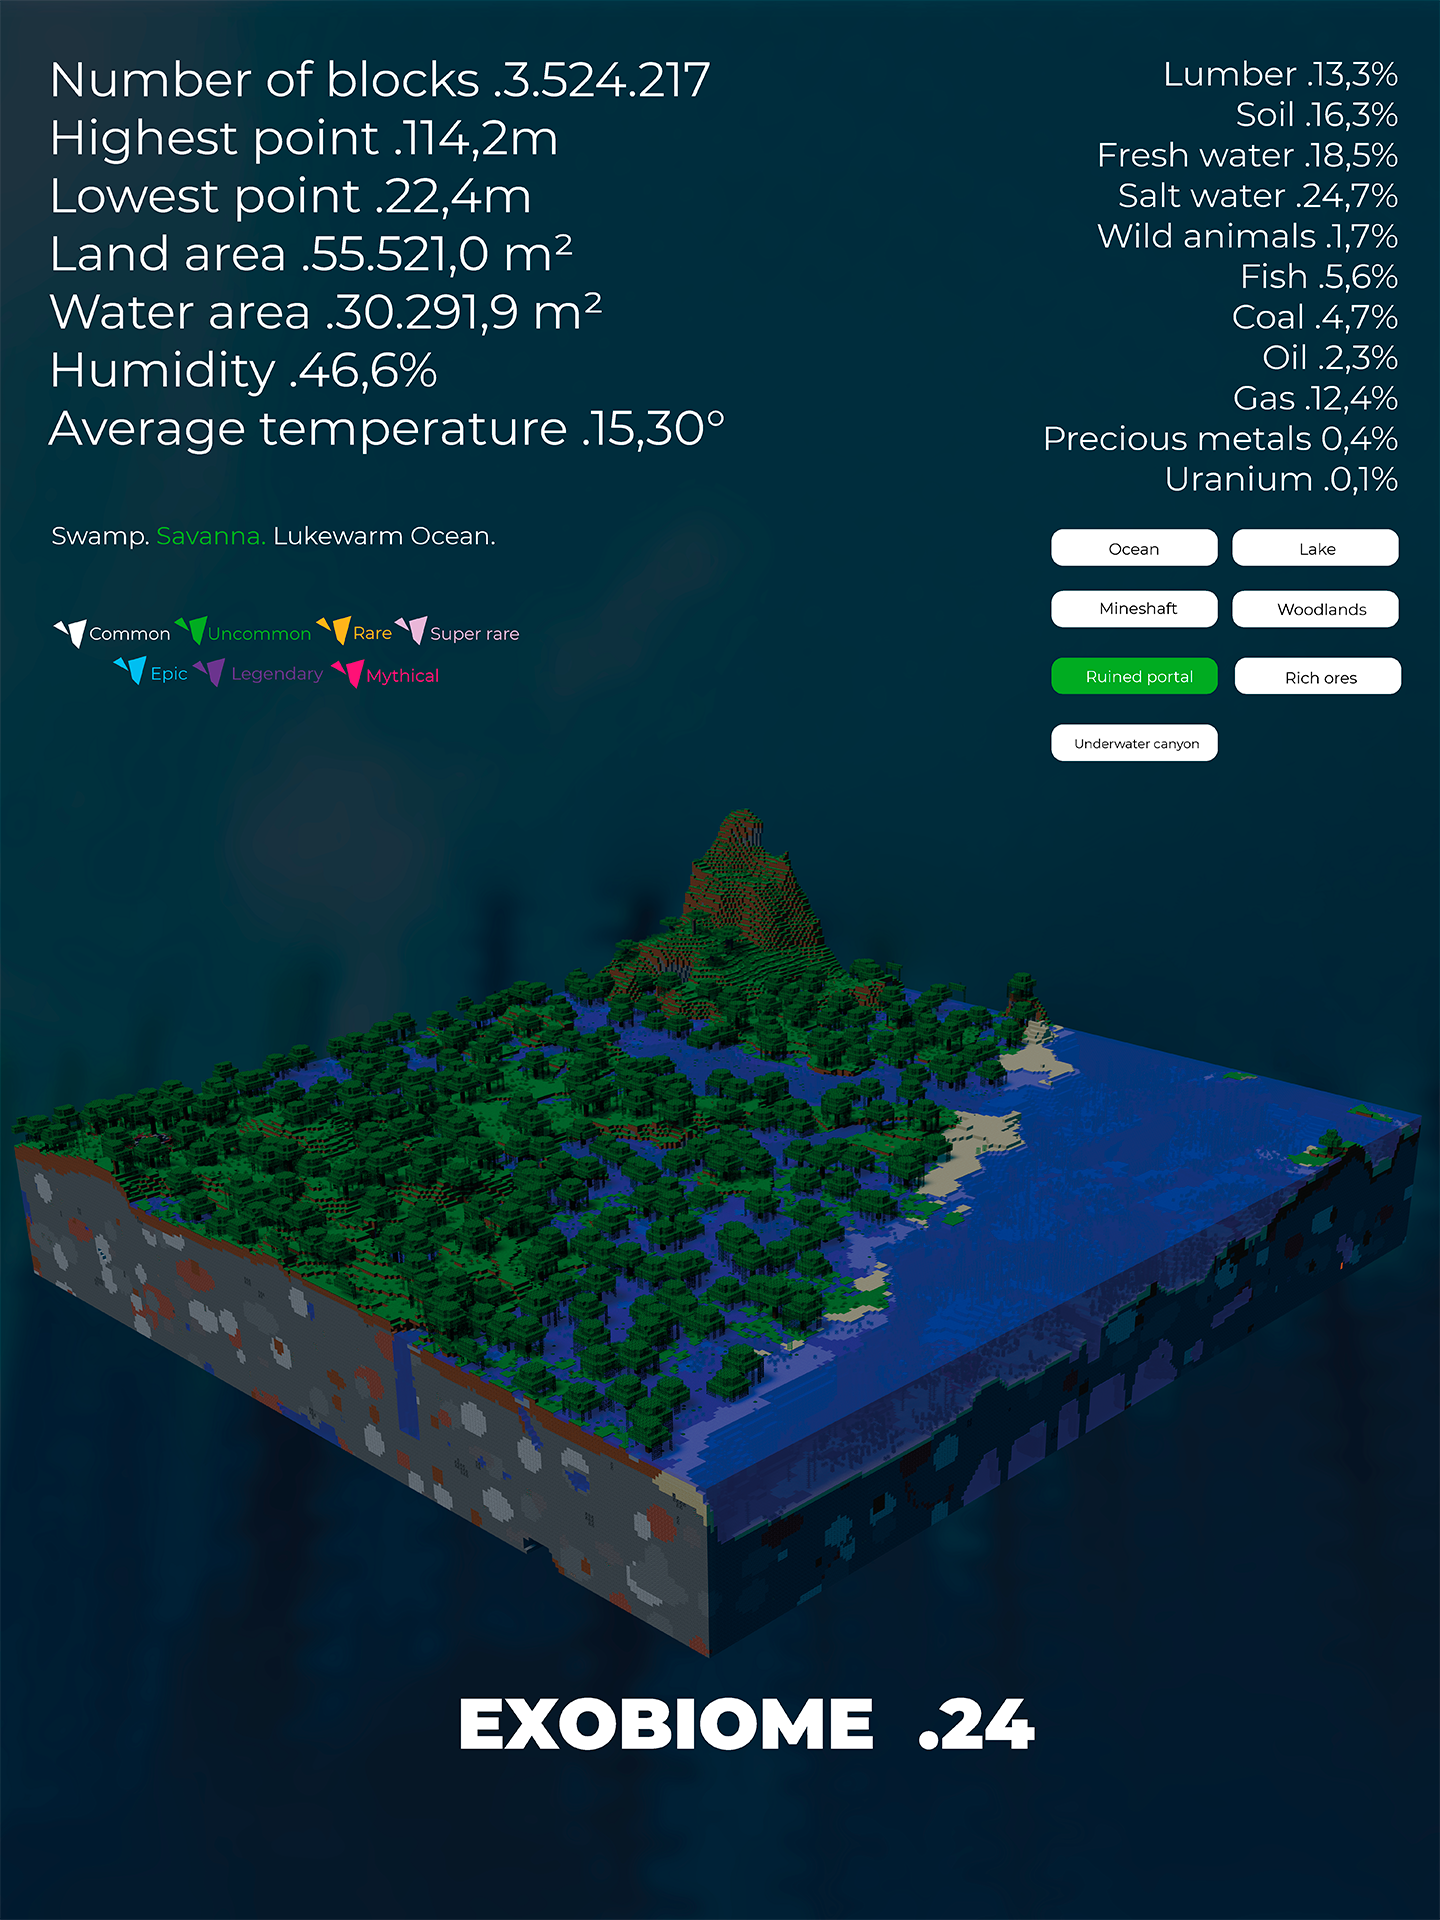 Number of blocks .3.524.217
Highest point .114,2m
Lowest point .22,4m
Land area .55.521,0 m²
Water area .30.291,9 m²
Humidity .46,6%
Average temperature .15,30°
Swamp. Savanna. Lukewarm Ocean.
Common Uncommon Rare Super rare
Epic Legendary Mythical
Lumber .13,3%
Soil .16,3%
Fresh water .18,5%
Salt water .24,7%
Wild animals .1,7%
Fish .5,6%
Coal .4,7%
Oil .2,3%
Gas .12,4%
Precious metals 0,4%
Uranium .0,1%
Ocean Lake
Mineshaft Woodlands
Ruined portal Rich ores
Underwater canyon
EXOBIOME .24